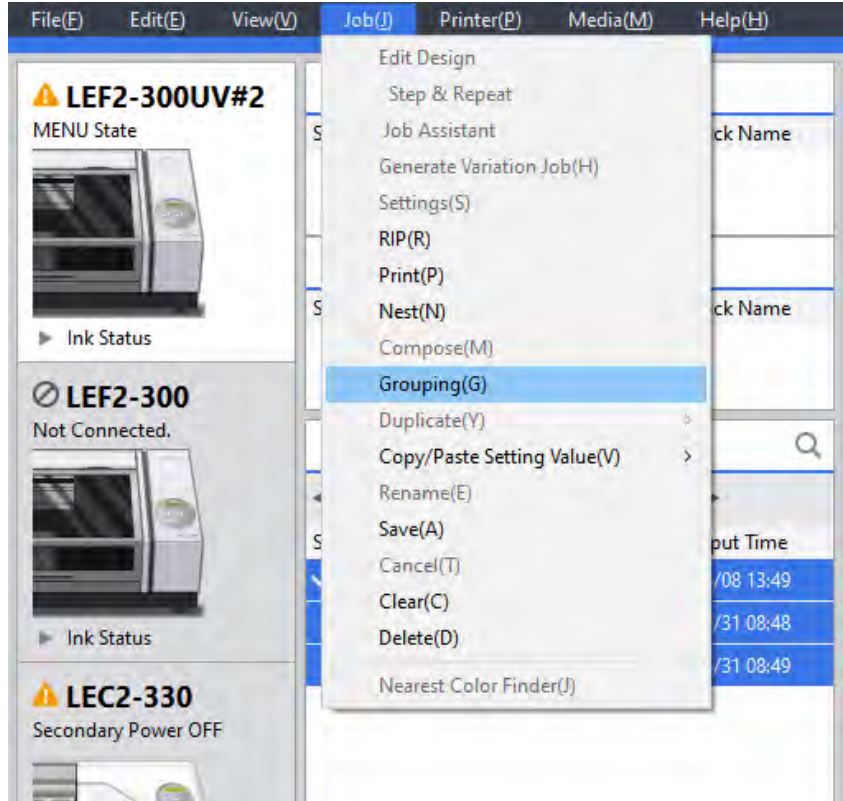 File(F) Edit(E) View(V) Job(J) Printer(P) Media(M) Help(H)
LEF2-300UV#2
MENU State
Ink Status
LEF2-300
Not Connected.
Ink Status
LEC2-330
Secondary Power OFF
Edit Design
Step & Repeat
Job Assistant
Generate Variation Job(H)
Settings(S)
RIP(R)
Print(P)
Nest(N)
Compose(M)
Grouping(G)
Duplicate(Y)
Copy/Paste Setting Value(V)
Rename(E)
Save(A)
Cancel(T)
Clear(C)
Delete(D)
Nearest Color Finder(J)
S
ck Name
S
ck Name
S
put Time
/08 13:49
/31 08:48
/31 08:49